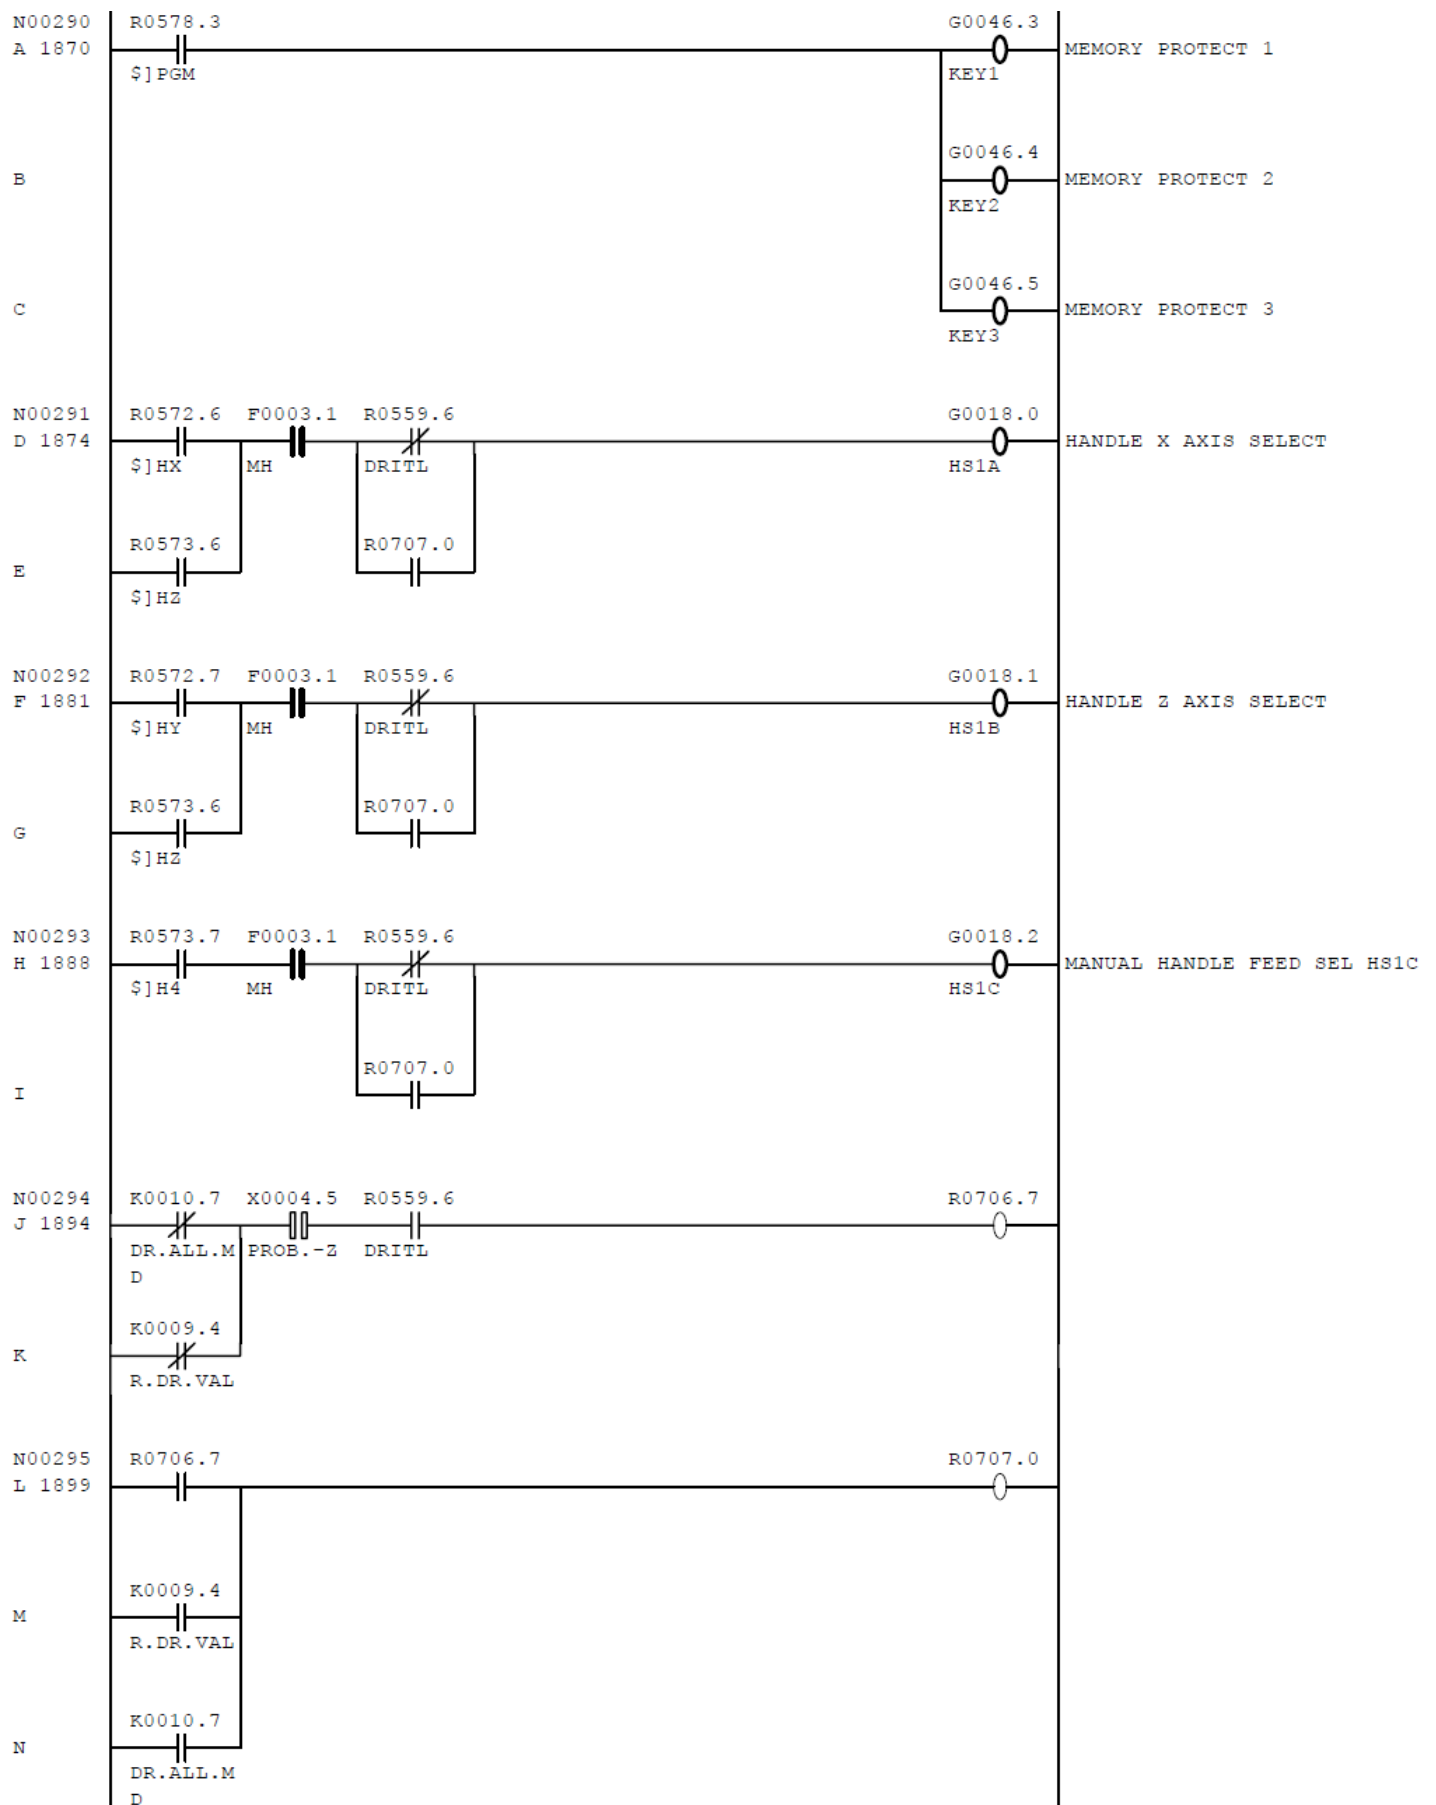 N00290 R0578.3 G0046.3
A 1870 MEMORY PROTECT 1
$]PGM KEY1
G0046.4
B MEMORY PROTECT 2
KEY2
G0046.5
C MEMORY PROTECT 3
KEY3
N00291 R0572.6 F0003.1 R0559.6 G0018.0
D 1874 HANDLE X AXIS SELECT
$]HX MH DRITL HS1A
R0573.6 R0707.0
E
$]HZ
N00292 R0572.7 F0003.1 R0559.6 G0018.1
F 1881 HANDLE Z AXIS SELECT
$]HY MH DRITL HS1B
R0573.6 R0707.0
G
$]HZ
N00293 R0573.7 F0003.1 R0559.6 G0018.2
H 1888 MANUAL HANDLE FEED SEL HS1C
$]H4 MH DRITL HS1C
R0707.0
I
N00294 K0010.7 X0004.5 R0559.6 R0706.7
J 1894
DR.ALL.M PROB.-Z DRITL
D
K0009.4
K
R.DR.VAL
N00295 R0706.7 R0707.0
L 1899
K0009.4
M
R.DR.VAL
K0010.7
N
DR.ALL.M
D